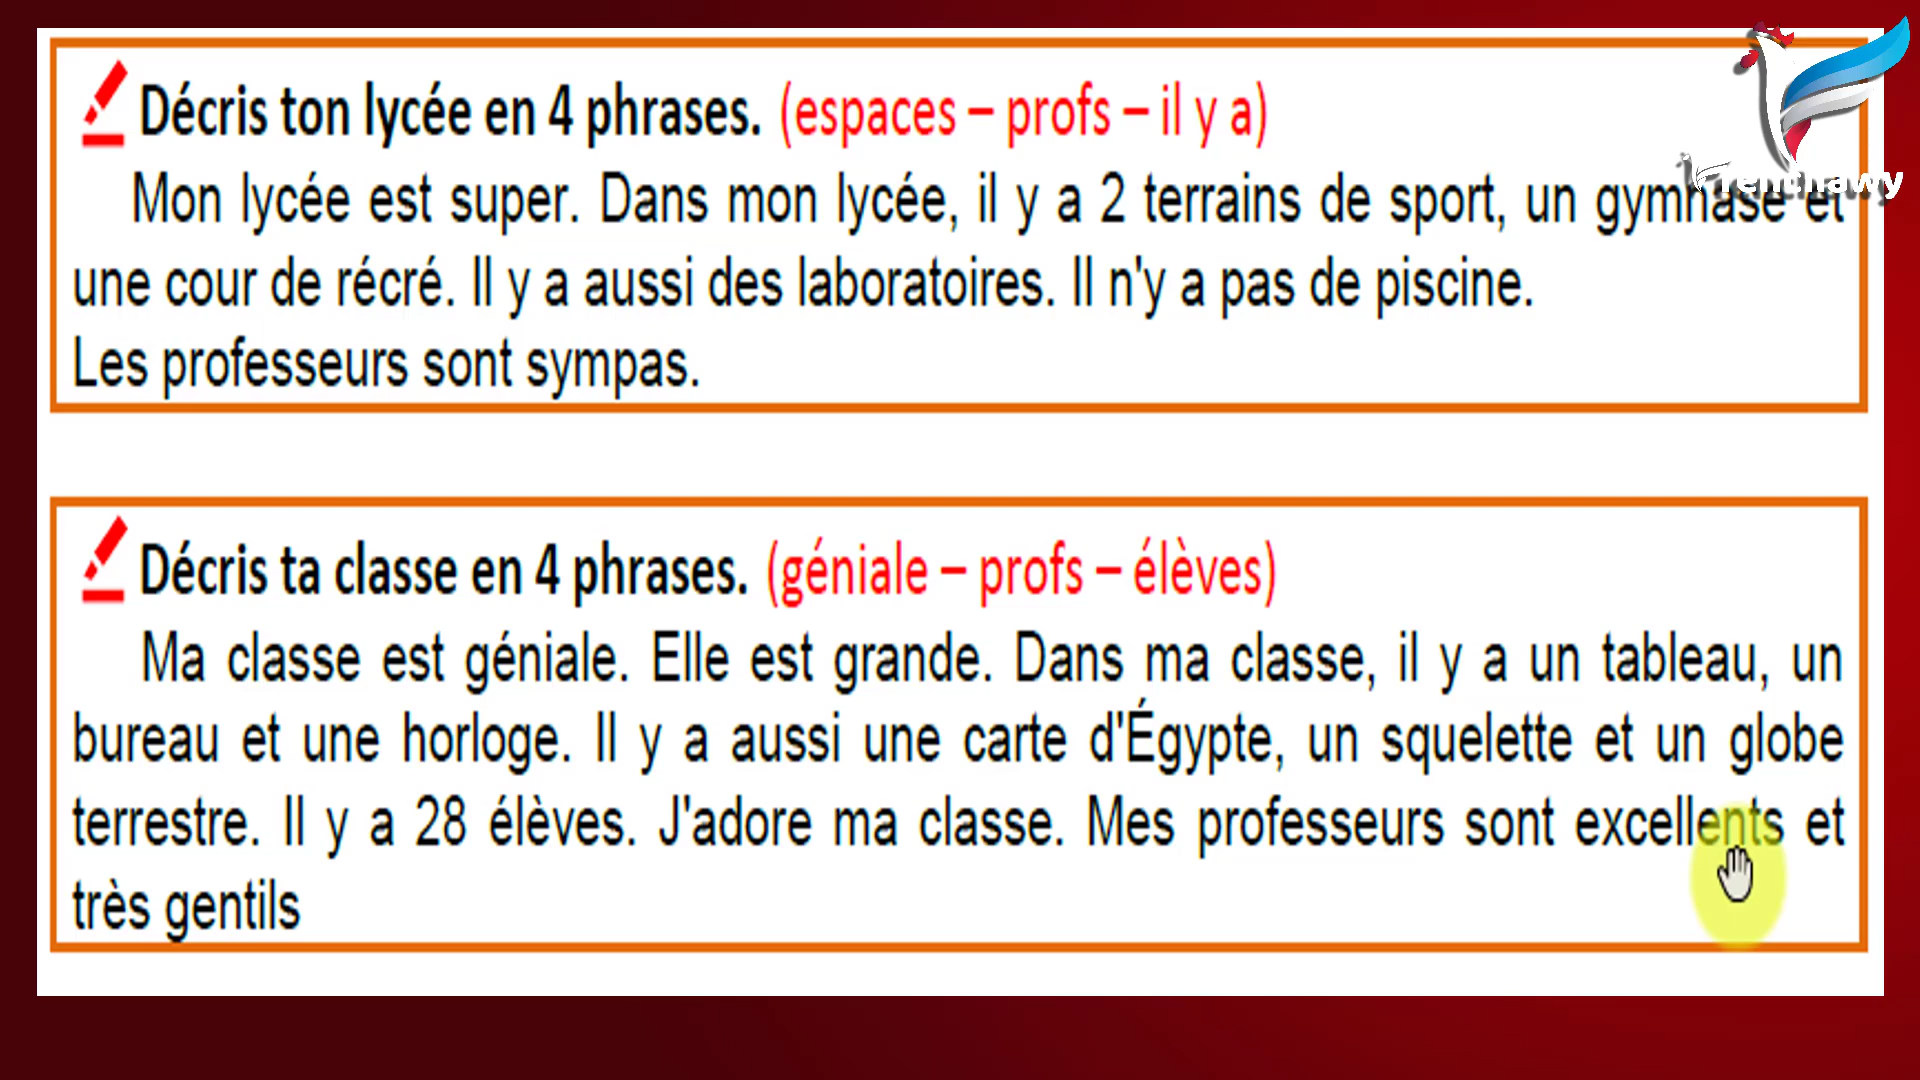 Décris ton lycée en 4 phrases. (espaces – profs – il y a)
Mon lycée est super. Dans mon lycée, il y a 2 terrains de sport, un gymnase et
une cour de récré. Il y a aussi des laboratoires. Il n'y a pas de piscine.
Les professeurs sont sympas.
Décris ta classe en 4 phrases. (géniale – profs – élèves)
Ma classe est géniale. Elle est grande. Dans ma classe, il y a un tableau, un
bureau et une horloge. Il y a aussi une carte d'Égypte, un squelette et un globe
terrestre. Il y a 28 élèves. J'adore ma classe. Mes professeurs sont excellents et
très gentils
Frenchawy